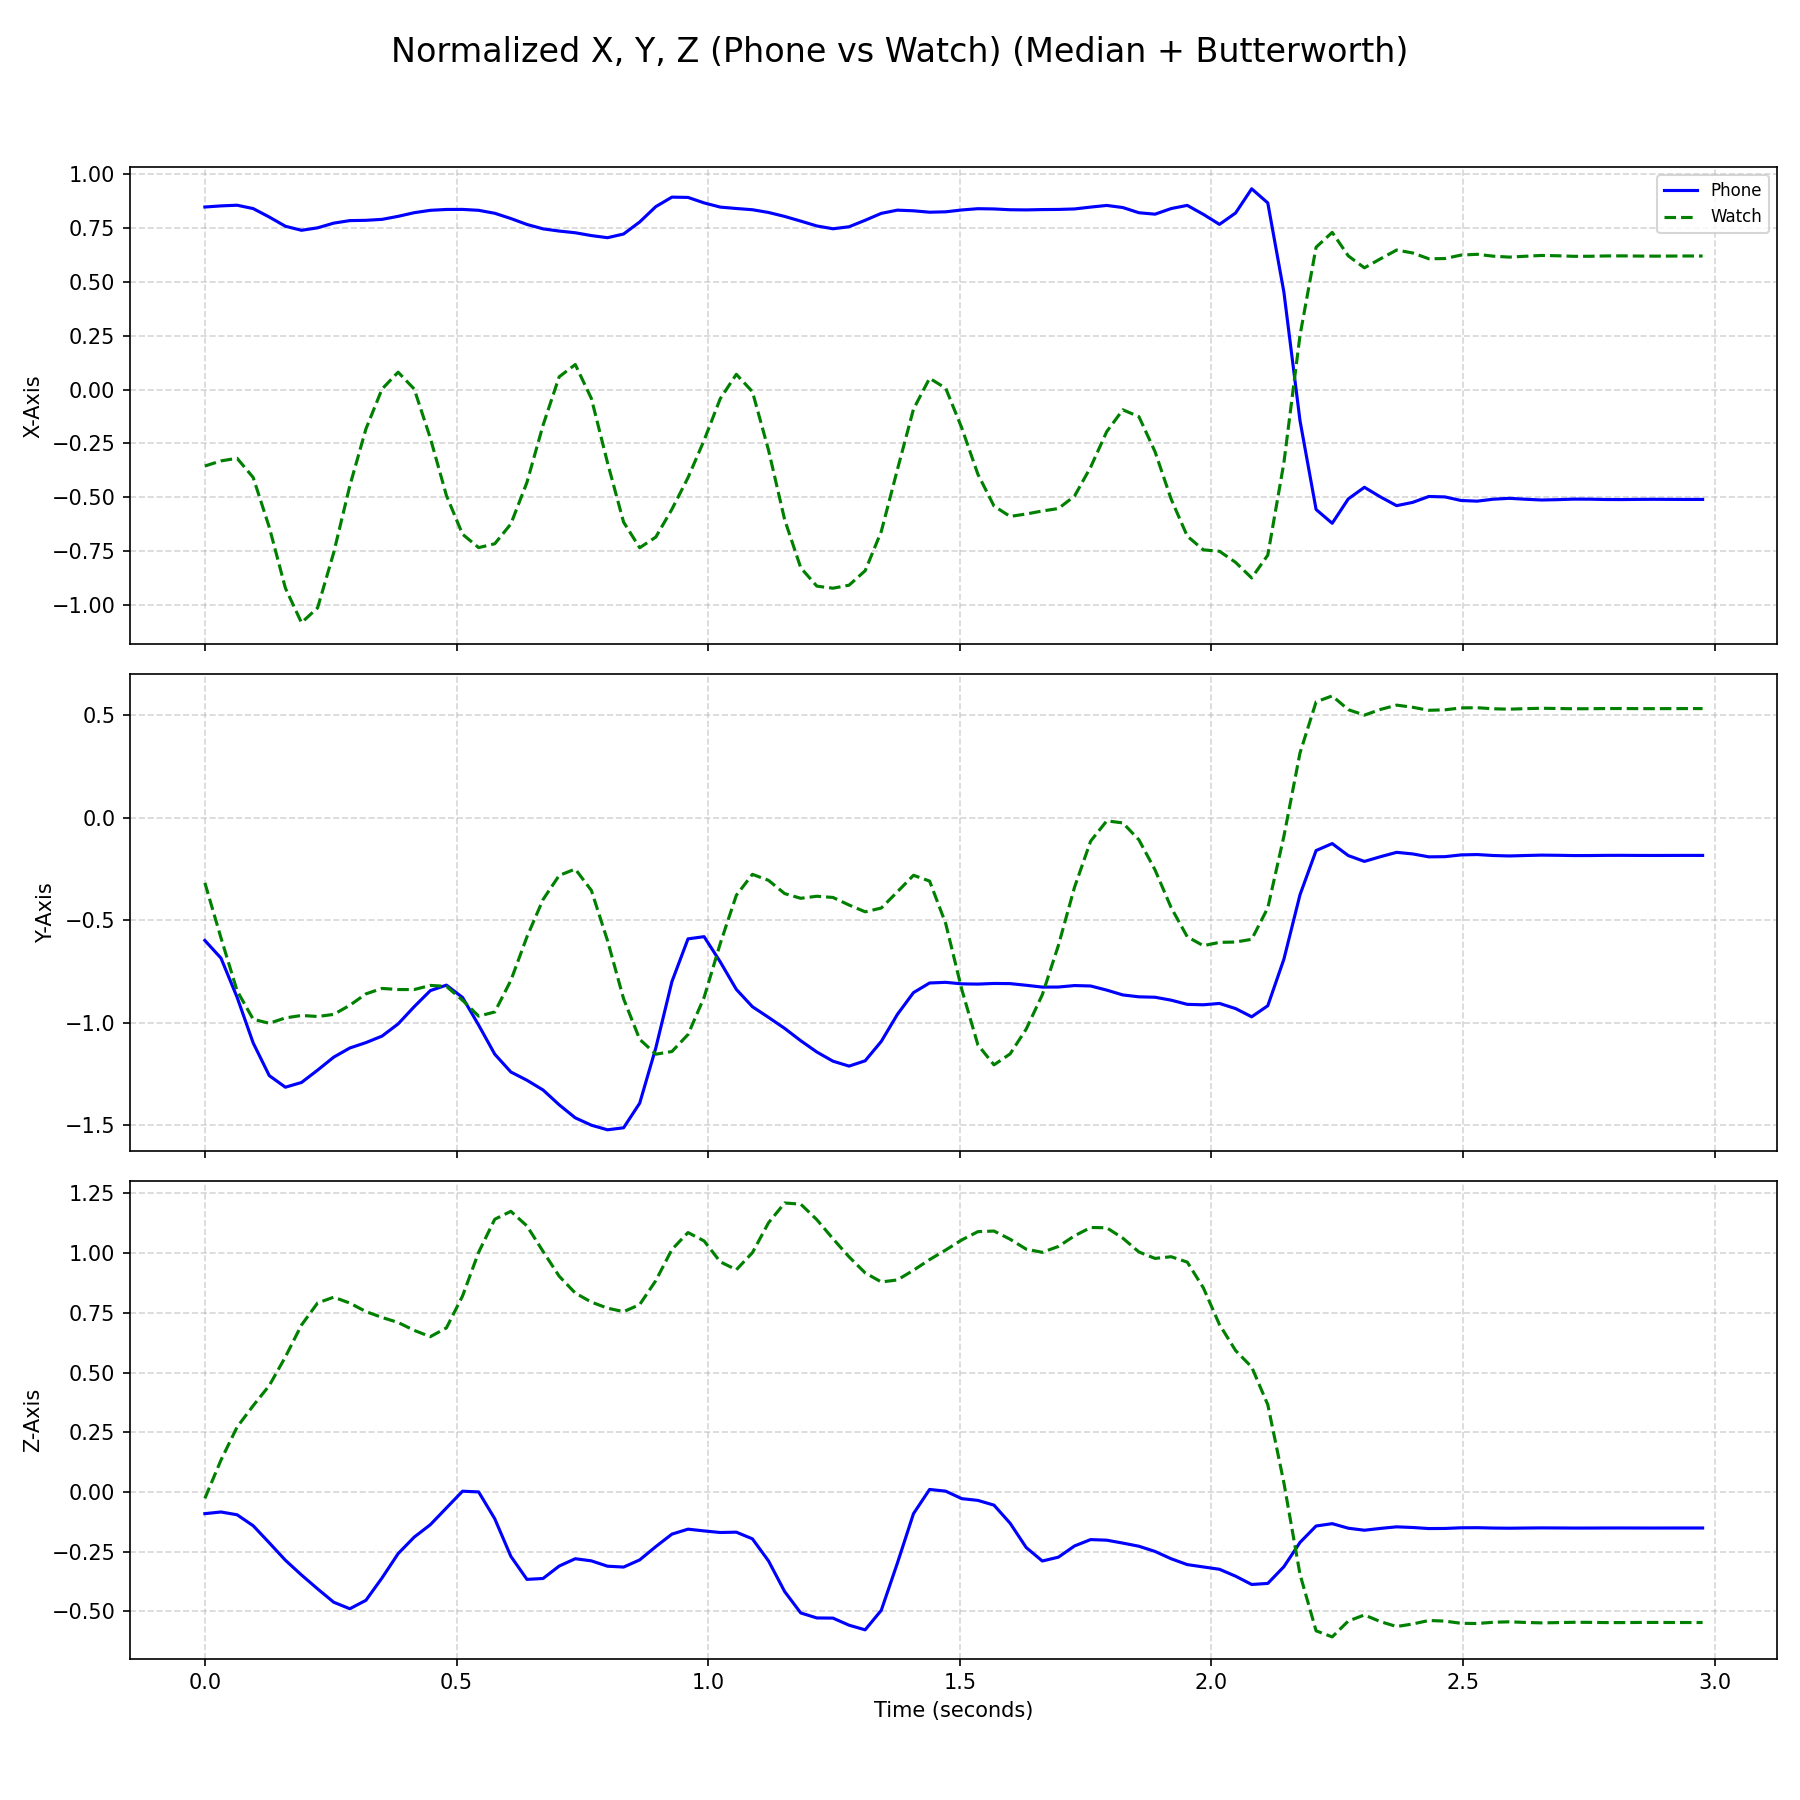 Normalized X, Y, Z (Phone vs Watch) (Median + Butterworth)
Phone
Watch
X-Axis
1.00
0.75
0.50
0.25
0.00
−0.25
−0.50
−0.75
−1.00
Y-Axis
0.5
0.0
−0.5
−1.0
−1.5
Z-Axis
1.25
1.00
0.75
0.50
0.25
0.00
−0.25
−0.50
0.0 0.5 1.0 1.5 2.0 2.5 3.0
Time (seconds)